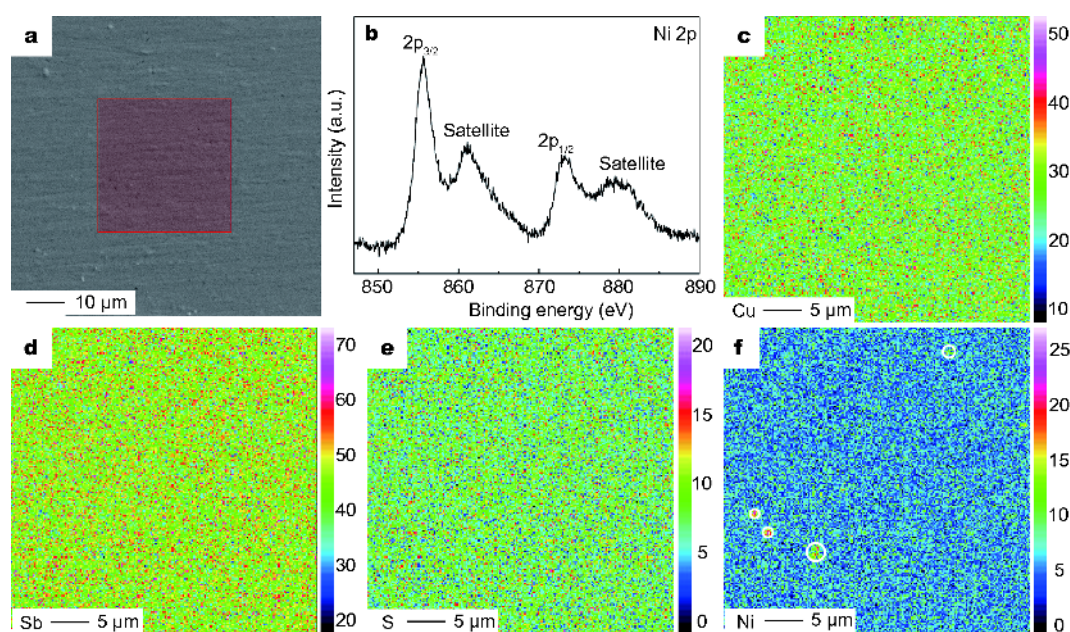 a
10 μm
b
Ni 2p
2p3/2
Satellite
2p1/2
Satellite
Intensity (a.u.)
850 860 870 880 890
Binding energy (eV)
c
50
40
30
20
10
Cu 5 μm
d
70
60
50
40
30
20
Sb 5 μm
e
20
15
10
5
0
S 5 μm
f
25
20
15
10
5
0
Ni 5 μm